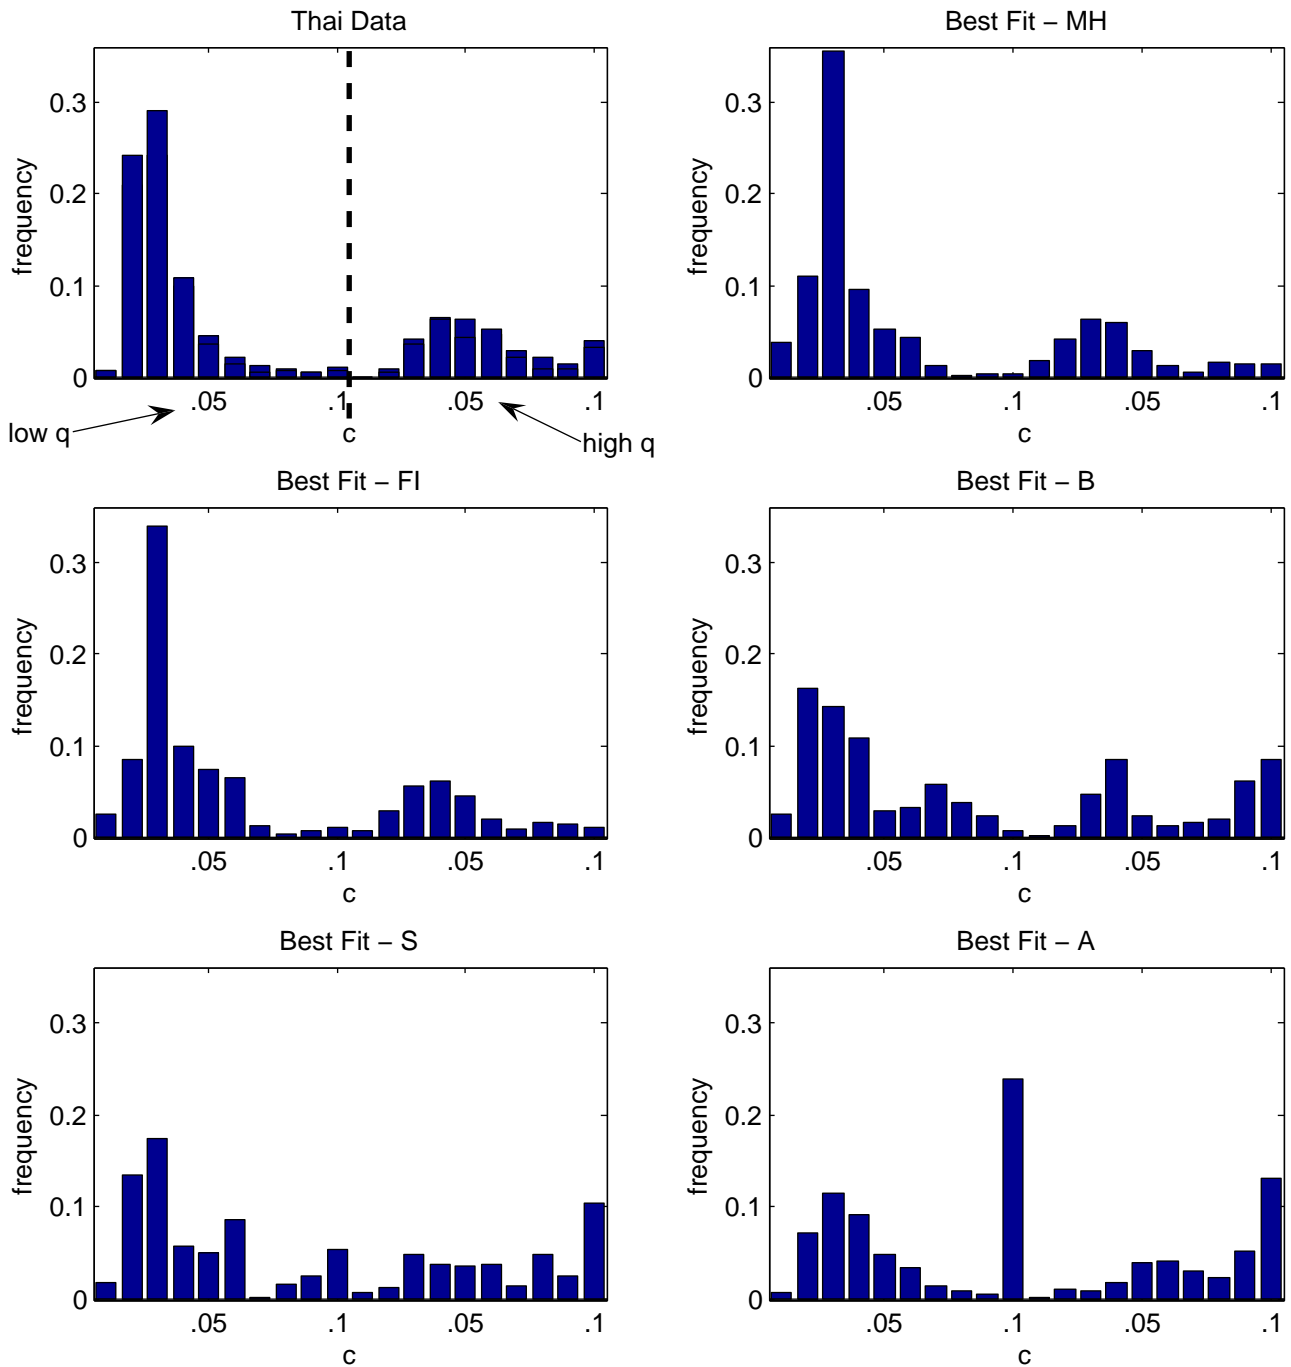 Thai Data
0.3
0.2
0.1
0
frequency
.05
.1
.05
.1
c
low q
high q
Best Fit – MH
0.3
0.2
0.1
0
frequency
.05
.1
.05
.1
c
Best Fit – FI
0.3
0.2
0.1
0
frequency
.05
.1
.05
.1
c
Best Fit – B
0.3
0.2
0.1
0
frequency
.05
.1
.05
.1
c
Best Fit – S
0.3
0.2
0.1
0
frequency
.05
.1
.05
.1
c
Best Fit – A
0.3
0.2
0.1
0
frequency
.05
.1
.05
.1
c